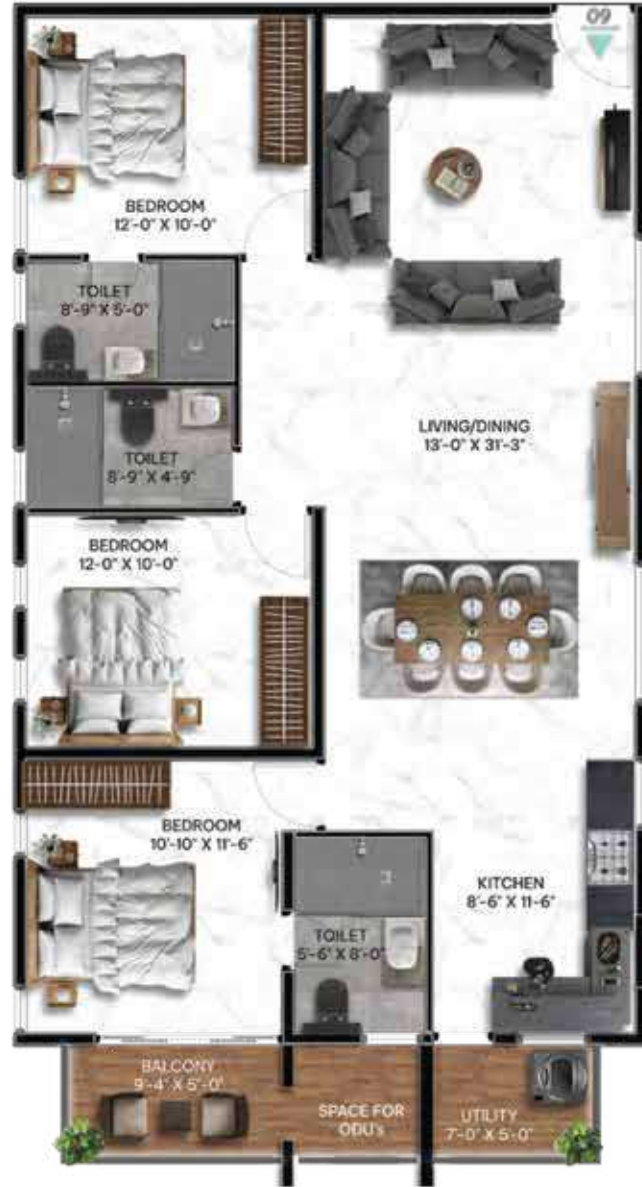 09
BEDROOM
12'-0" X 10'-0"
TOILET
8'-9" X 5'-0"
LIVING/DINING
13'-0" X 31'-3"
TOILET
8'-9" X 4'-9"
BEDROOM
12'-0" X 10'-0"
BEDROOM
10'-10" X 11'-6"
KITCHEN
8'-6" X 11'-6"
TOILET
5'-6" X 8'-0"
BALCONY
9'-4" X 5'-0"
SPACE FOR
ODU's
UTILITY
7'-0" X 5'-0"